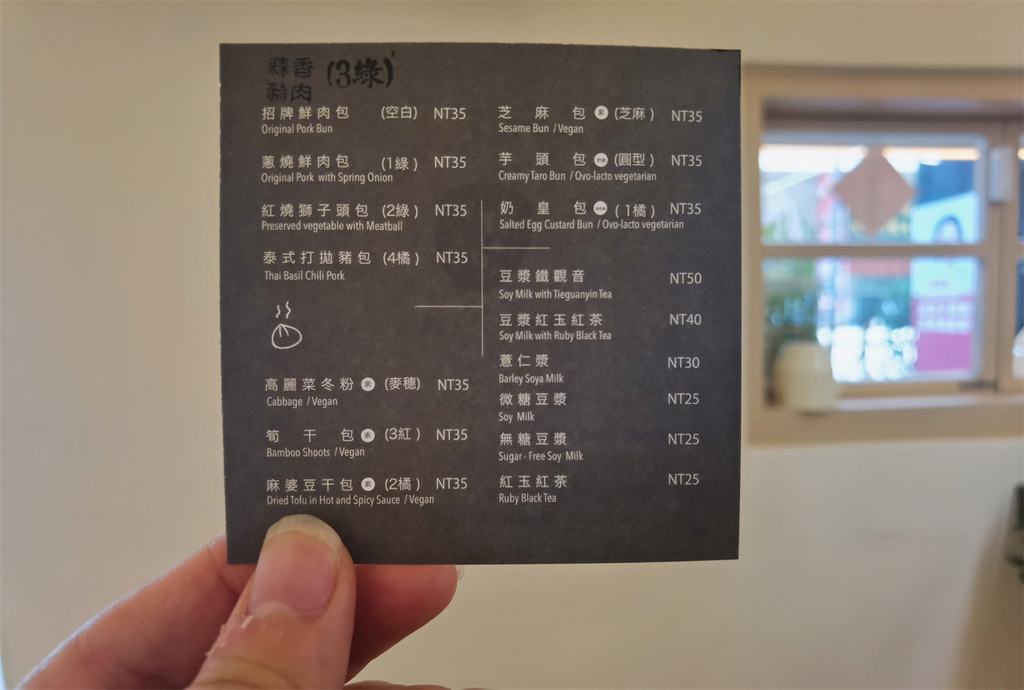 蒜香 (3綠)
豬肉
招牌鮮肉包 (空白) NT35
Original Pork Bun
蔥燒鮮肉包 (1綠) NT35
Original Pork with Spring Onion
紅燒獅子頭包 (2綠) NT35
Preserved vegetable with Meatball
泰式打拋豬包 (4橘) NT35
Thai Basil Chili Pork
高麗菜冬粉 素 (麥穗) NT35
Cabbage / Vegan
筍干包 素 (3紅) NT35
Bamboo Shoots / Vegan
麻婆豆干包 素 (2橘) NT35
Dried Tofu in Hot and Spicy Sauce / Vegan
芝麻包 素 (芝麻) NT35
Sesame Bun / Vegan
芋頭包 (圓型) NT35
Creamy Taro Bun / Ovo-lacto vegetarian
奶皇包 (1橘) NT35
Salted Egg Custard Bun / Ovo-lacto vegetarian
豆漿鐵觀音 NT50
Soy Milk with Tieguanyin Tea
豆漿紅玉紅茶 NT40
Soy Milk with Ruby Black Tea
薏仁漿 NT30
Barley Soya Milk
微糖豆漿 NT25
Soy Milk
無糖豆漿 NT25
Sugar - Free Soy Milk
紅玉紅茶 NT25
Ruby Black Tea